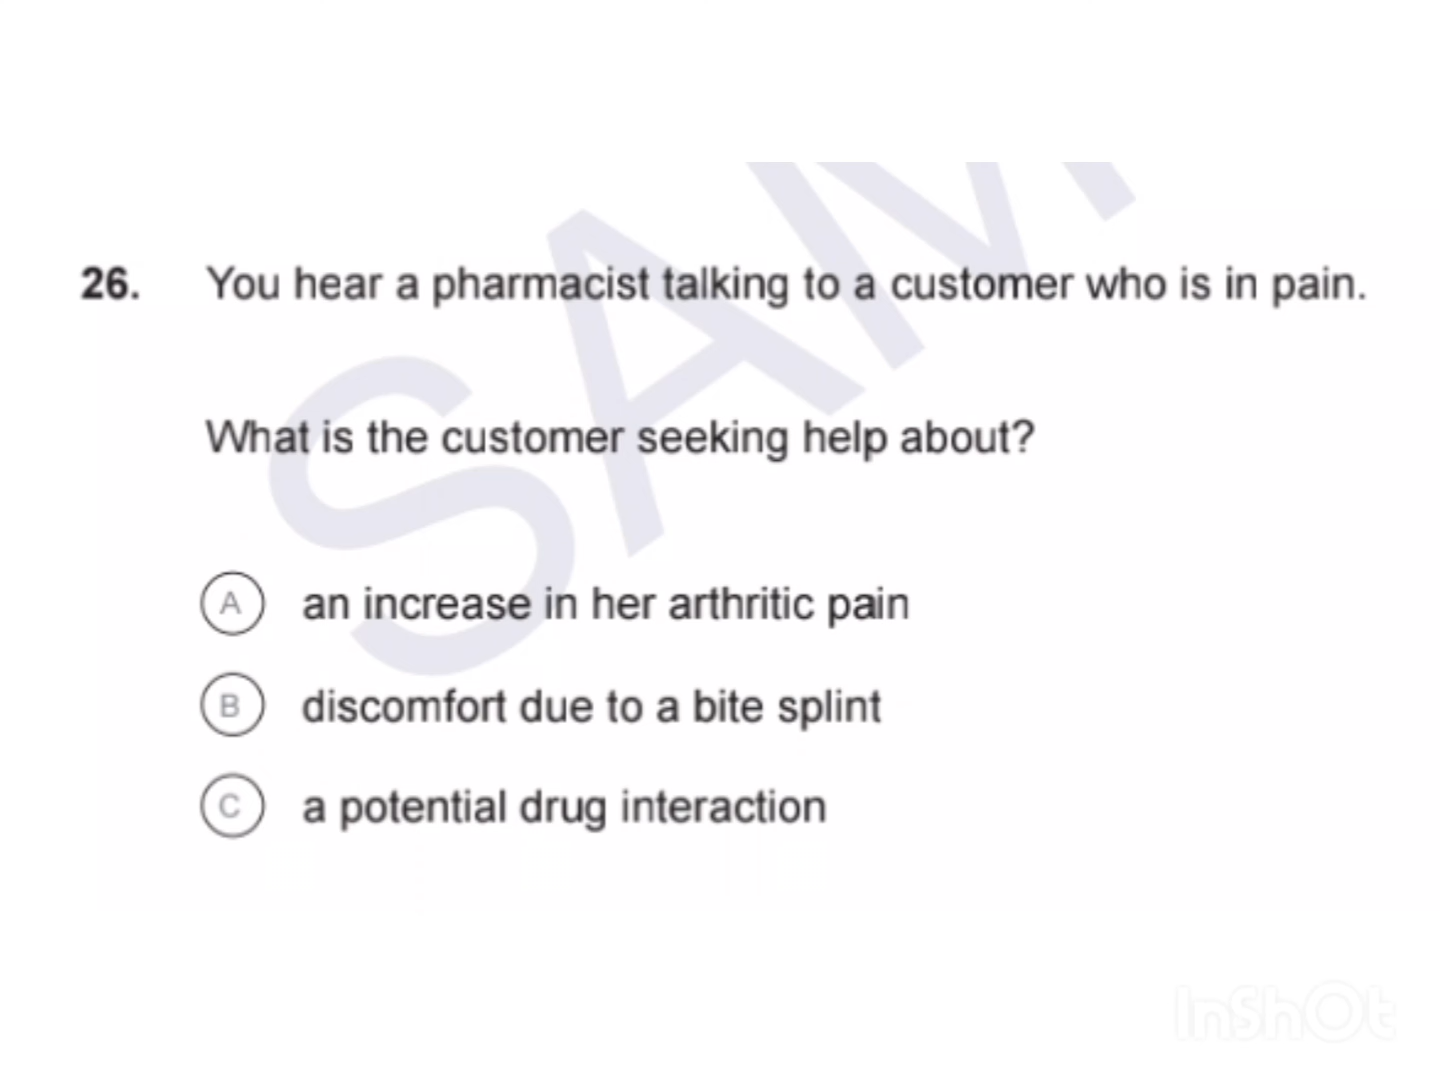 SAM
26. You hear a pharmacist talking to a customer who is in pain.
What is the customer seeking help about?
A an increase in her arthritic pain
B discomfort due to a bite splint
C a potential drug interaction
InShOt